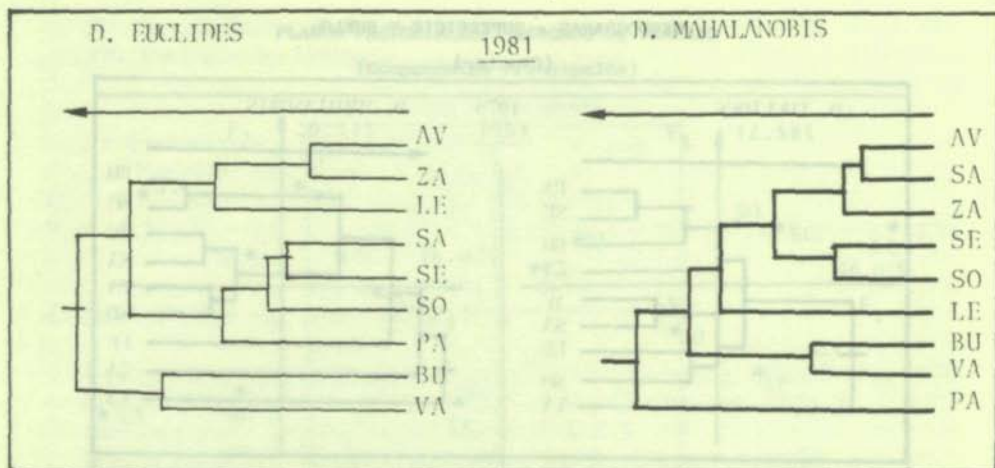 D. EUCLIDES
1981
D. MAHALANOBIS
AV
ZA
LE
SA
SE
SO
PA
BU
VA
AV
SA
ZA
SE
SO
LE
BU
VA
PA